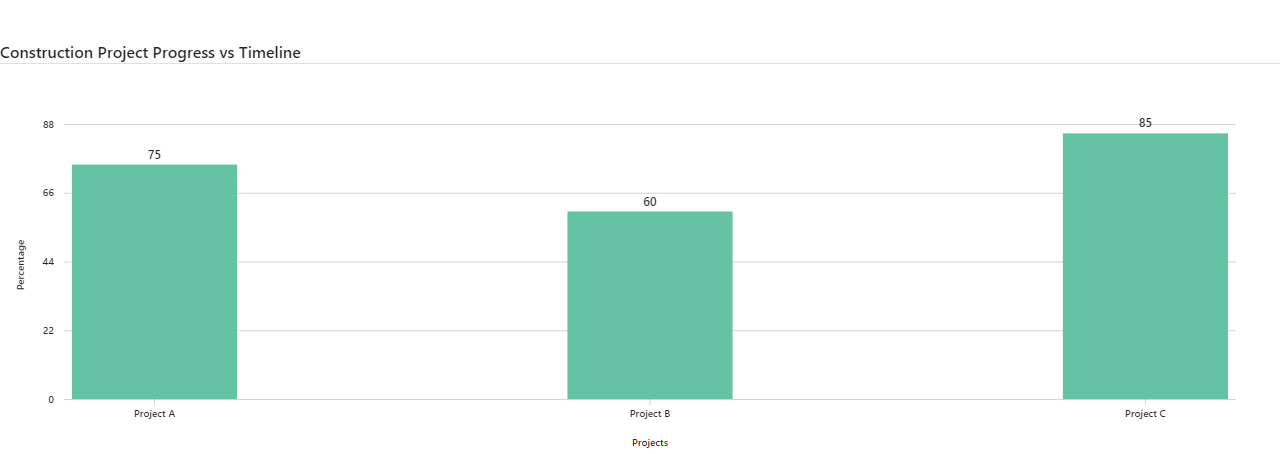 Construction Project Progress vs Timeline
88
66
44
22
0
Percentage
75
60
85
Project A
Project B
Project C
Projects